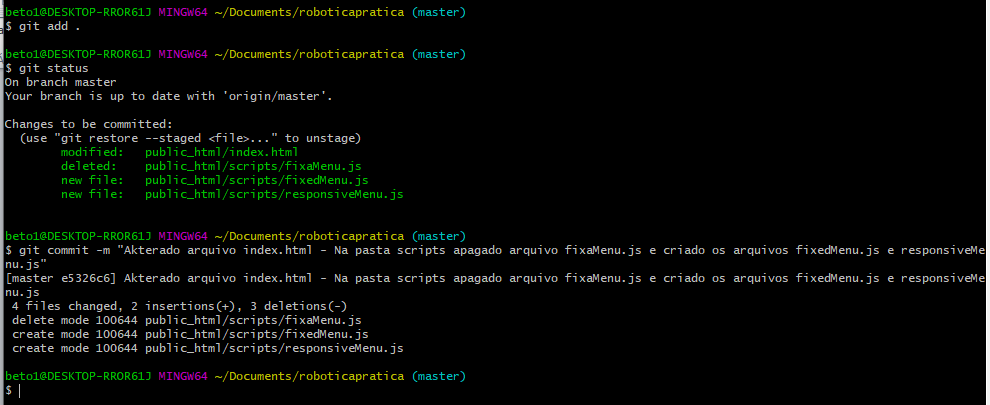 beto1@DESKTOP-RROR61J MINGW64 ~/Documents/roboticapratica (master)
$ git add .
beto1@DESKTOP-RROR61J MINGW64 ~/Documents/roboticapratica (master)
$ git status
On branch master
Your branch is up to date with 'origin/master'.
Changes to be committed:
  (use "git restore --staged <file>..." to unstage)
        modified:   public_html/index.html
        deleted:    public_html/scripts/fixaMenu.js
        new file:   public_html/scripts/fixedMenu.js
        new file:   public_html/scripts/responsiveMenu.js
beto1@DESKTOP-RROR61J MINGW64 ~/Documents/roboticapratica (master)
$ git commit -m "Akterado arquivo index.html - Na pasta scripts apagado arquivo fixaMenu.js e criado os arquivos fixedMenu.js e responsiveMe
nu.js"
[master e5326c6] Akterado arquivo index.html - Na pasta scripts apagado arquivo fixaMenu.js e criado os arquivos fixedMenu.js e responsiveMe
nu.js
 4 files changed, 2 insertions(+), 3 deletions(-)
 delete mode 100644 public_html/scripts/fixaMenu.js
 create mode 100644 public_html/scripts/fixedMenu.js
 create mode 100644 public_html/scripts/responsiveMenu.js
beto1@DESKTOP-RROR61J MINGW64 ~/Documents/roboticapratica (master)
$